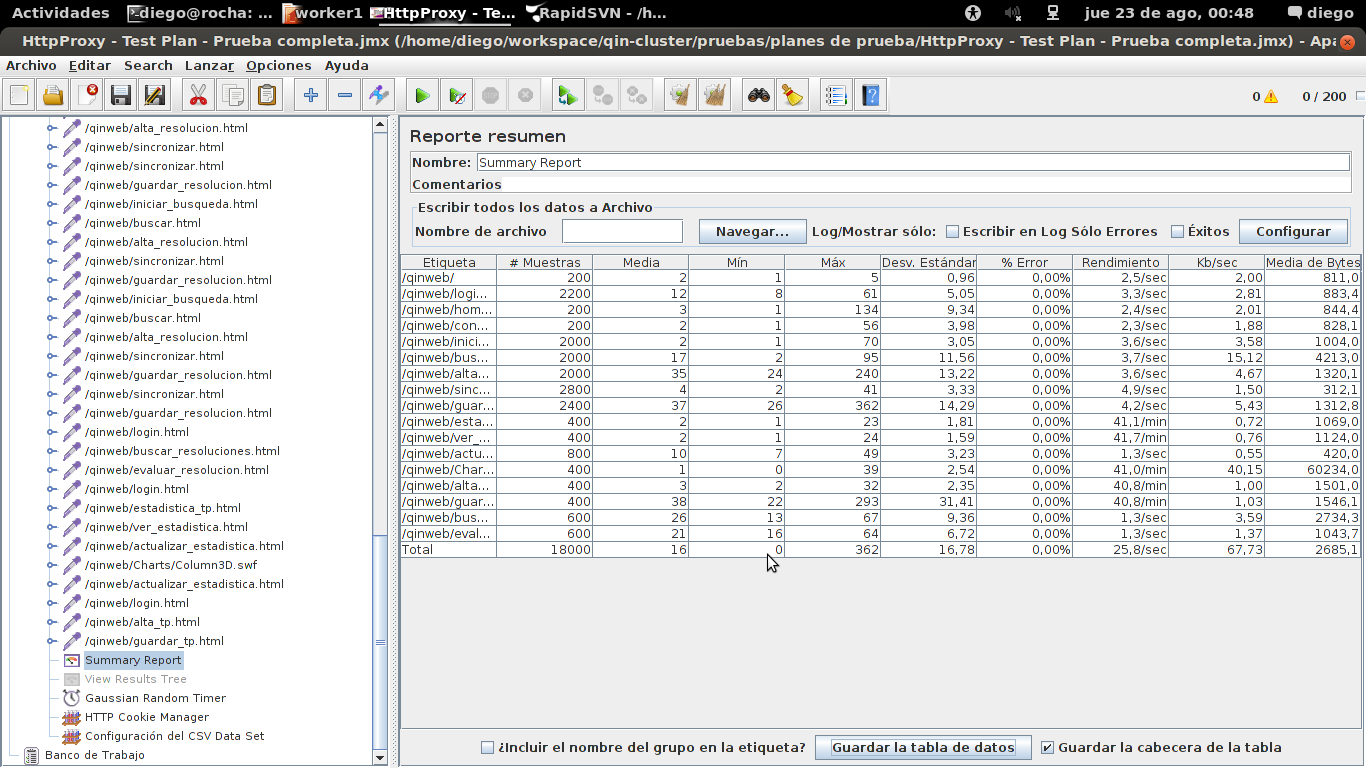 Actividades diego@rocha: ... worker1 HttpProxy - Te... RapidSVN - /h... jue 23 de ago, 00:48 diego
HttpProxy - Test Plan - Prueba completa.jmx (/home/diego/workspace/qin-cluster/pruebas/planes de prueba/HttpProxy - Test Plan - Prueba completa.jmx) - Apa
Archivo Editar Search Lanzar Opciones Ayuda
0 0 / 200
/qinweb/alta_resolucion.html
/qinweb/sincronizar.html
/qinweb/sincronizar.html
/qinweb/guardar_resolucion.html
/qinweb/iniciar_busqueda.html
/qinweb/buscar.html
/qinweb/alta_resolucion.html
/qinweb/sincronizar.html
/qinweb/guardar_resolucion.html
/qinweb/iniciar_busqueda.html
/qinweb/buscar.html
/qinweb/alta_resolucion.html
/qinweb/sincronizar.html
/qinweb/guardar_resolucion.html
/qinweb/sincronizar.html
/qinweb/guardar_resolucion.html
/qinweb/login.html
/qinweb/buscar_resoluciones.html
/qinweb/evaluar_resolucion.html
/qinweb/login.html
/qinweb/estadistica_tp.html
/qinweb/ver_estadistica.html
/qinweb/actualizar_estadistica.html
/qinweb/Charts/Column3D.swf
/qinweb/actualizar_estadistica.html
/qinweb/login.html
/qinweb/alta_tp.html
/qinweb/guardar_tp.html
Summary Report
View Results Tree
Gaussian Random Timer
HTTP Cookie Manager
Configuración del CSV Data Set
Banco de Trabajo
Reporte resumen
Nombre: Summary Report
Comentarios
Escribir todos los datos a Archivo
Nombre de archivo Navegar... Log/Mostrar sólo: Escribir en Log Sólo Errores Éxitos Configurar
Etiqueta # Muestras Media Mín Máx Desv. Estándar % Error Rendimiento Kb/sec Media de Bytes
/qinweb/ 200 2 1 5 0,96 0,00% 2,5/sec 2,00 811,0
/qinweb/logi... 2200 12 8 61 5,05 0,00% 3,3/sec 2,81 883,4
/qinweb/hom... 200 3 1 134 9,34 0,00% 2,4/sec 2,01 844,4
/qinweb/con... 200 2 1 56 3,98 0,00% 2,3/sec 1,88 828,1
/qinweb/inici... 2000 2 1 70 3,05 0,00% 3,6/sec 3,58 1004,0
/qinweb/bus... 2000 17 2 95 11,56 0,00% 3,7/sec 15,12 4213,0
/qinweb/alta... 2000 35 24 240 13,22 0,00% 3,6/sec 4,67 1320,1
/qinweb/sinc... 2800 4 2 41 3,33 0,00% 4,9/sec 1,50 312,1
/qinweb/guar... 2400 37 26 362 14,29 0,00% 4,2/sec 5,43 1312,8
/qinweb/esta... 400 2 1 23 1,81 0,00% 41,1/min 0,72 1069,0
/qinweb/ver_... 400 2 1 24 1,59 0,00% 41,7/min 0,76 1124,0
/qinweb/actu... 800 10 7 49 3,23 0,00% 1,3/sec 0,55 420,0
/qinweb/Char... 400 1 0 39 2,54 0,00% 41,0/min 40,15 60234,0
/qinweb/alta... 400 3 2 32 2,35 0,00% 40,8/min 1,00 1501,0
/qinweb/guar... 400 38 22 293 31,41 0,00% 40,8/min 1,03 1546,1
/qinweb/bus... 600 26 13 67 9,36 0,00% 1,3/sec 3,59 2734,3
/qinweb/eval... 600 21 16 64 6,72 0,00% 1,3/sec 1,37 1043,7
Total 18000 16 0 362 16,78 0,00% 25,8/sec 67,73 2685,1
¿Incluir el nombre del grupo en la etiqueta? Guardar la tabla de datos Guardar la cabecera de la tabla